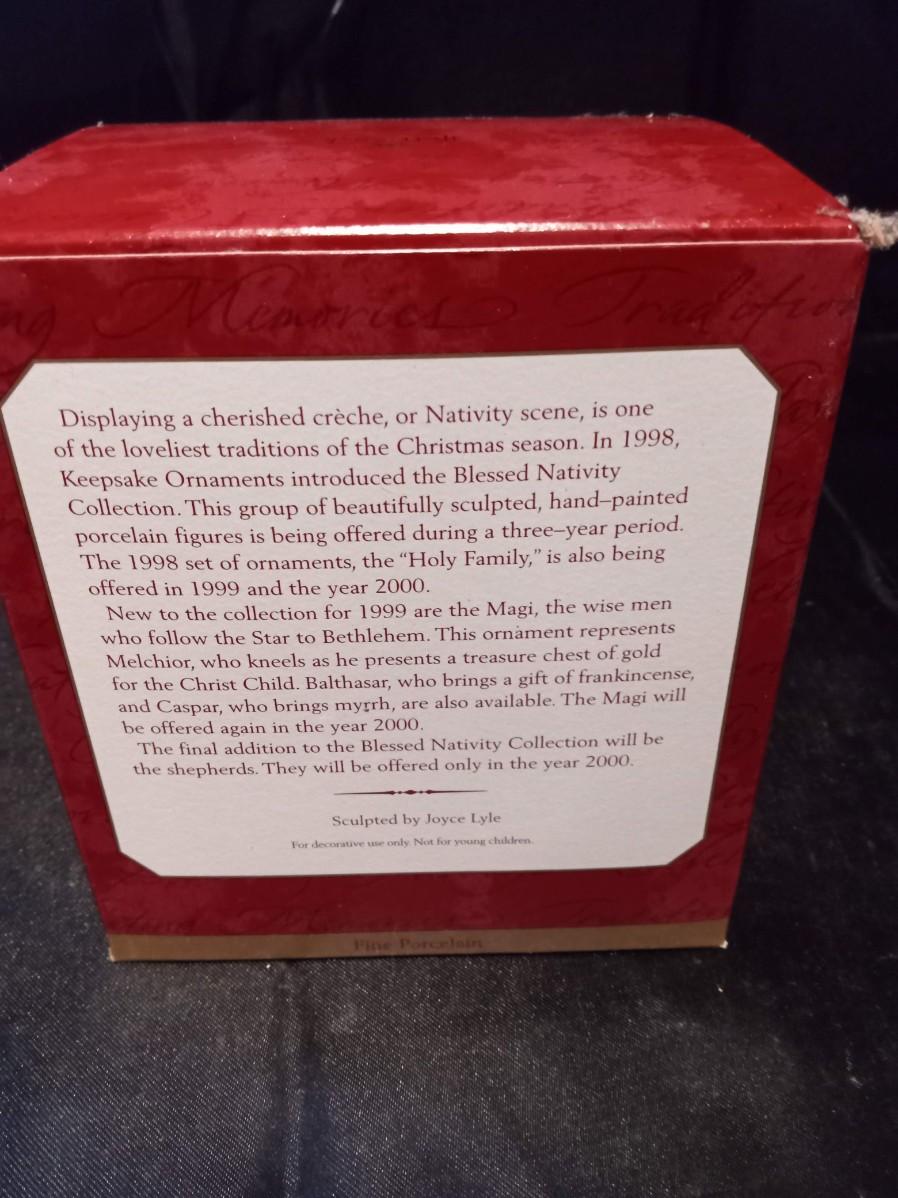 Memories Tradition
Displaying a cherished crèche, or Nativity scene, is one
of the loveliest traditions of the Christmas season. In 1998,
Keepsake Ornaments introduced the Blessed Nativity
Collection. This group of beautifully sculpted, hand–painted
porcelain figures is being offered during a three–year period.
The 1998 set of ornaments, the “Holy Family,” is also being
offered in 1999 and the year 2000.
New to the collection for 1999 are the Magi, the wise men
who follow the Star to Bethlehem. This ornament represents
Melchior, who kneels as he presents a treasure chest of gold
for the Christ Child. Balthasar, who brings a gift of frankincense,
and Caspar, who brings myrrh, are also available. The Magi will
be offered again in the year 2000.
The final addition to the Blessed Nativity Collection will be
the shepherds. They will be offered only in the year 2000.
Sculpted by Joyce Lyle
For decorative use only. Not for young children.
Fine Porcelain